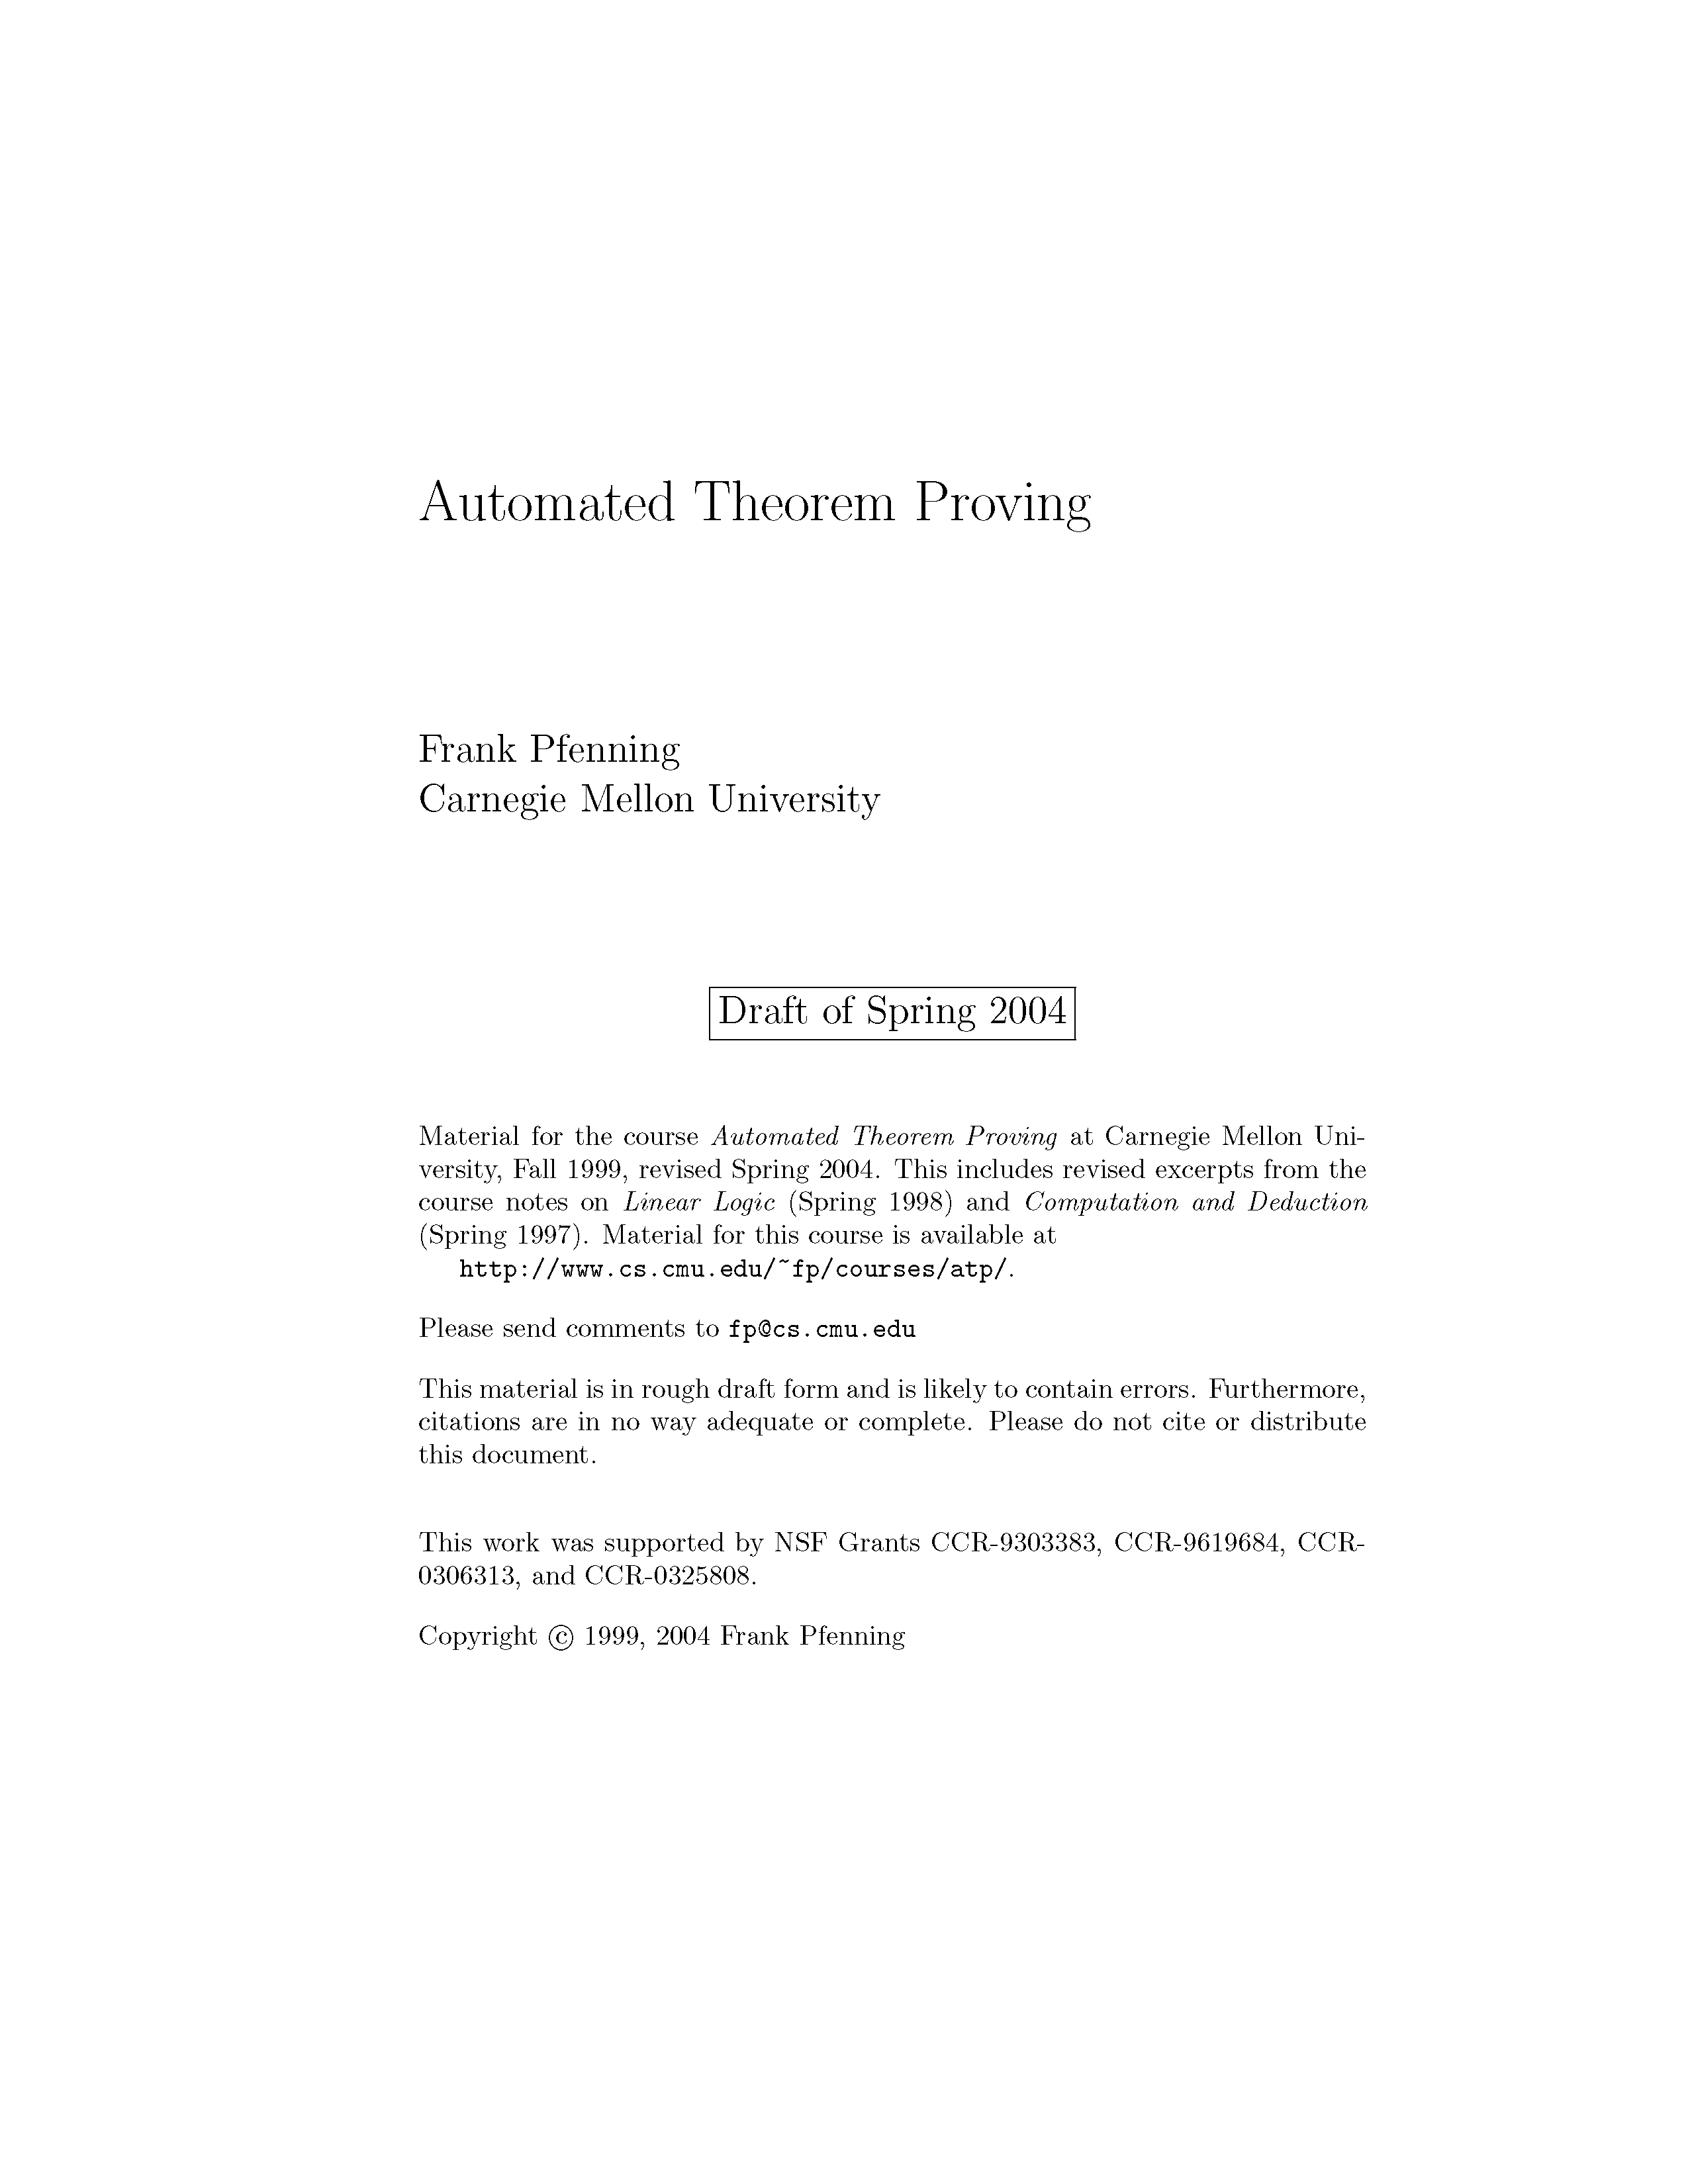 Automated Theorem Proving
Frank Pfenning
Carnegie Mellon University
Draft of Spring 2004
Material for the course Automated Theorem Proving at Carnegie Mellon Uni-
versity, Fall 1999, revised Spring 2004. This includes revised excerpts from the
course notes on Linear Logic (Spring 1998) and Computation and Deduction
(Spring 1997). Material for this course is available at
http://www.cs.cmu.edu/~fp/courses/atp/.
Please send comments to fp@cs.cmu.edu
This material is in rough draft form and is likely to contain errors. Furthermore,
citations are in no way adequate or complete. Please do not cite or distribute
this document.
This work was supported by NSF Grants CCR-9303383, CCR-9619684, CCR-
0306313, and CCR-0325808.
Copyright © 1999, 2004 Frank Pfenning